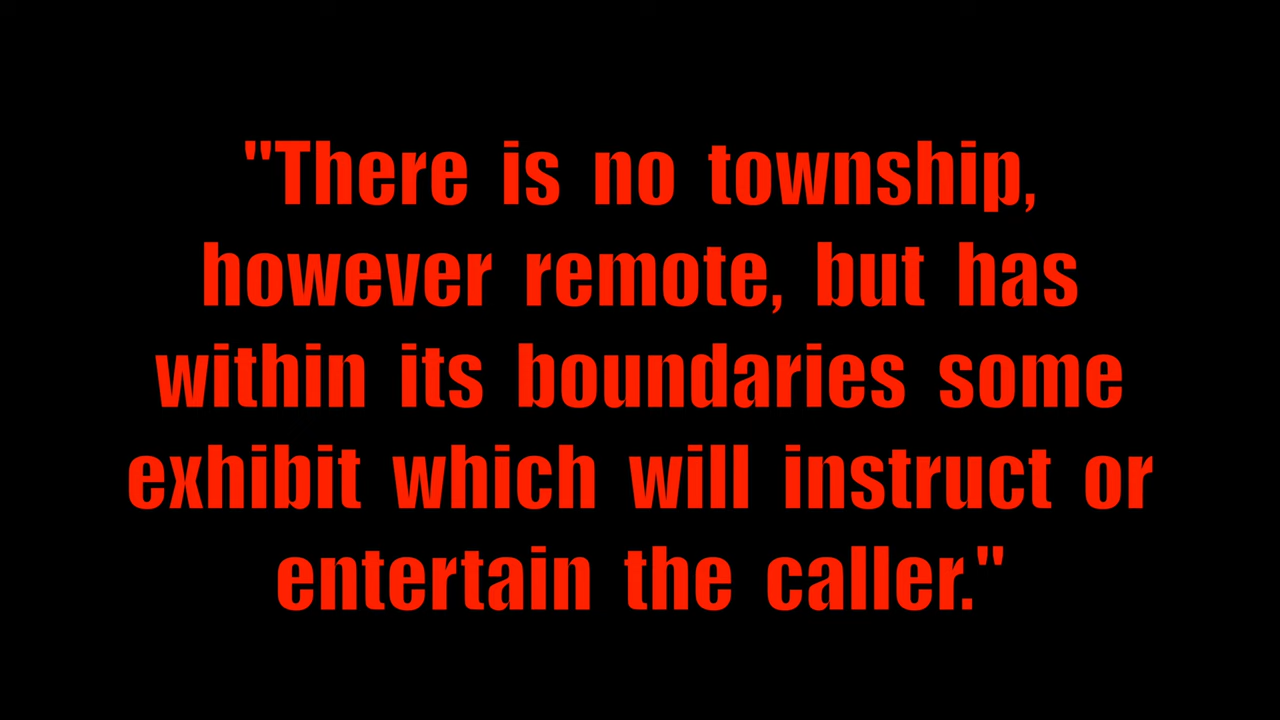 "There is no township,
however remote, but has
within its boundaries some
exhibit which will instruct or
entertain the caller."